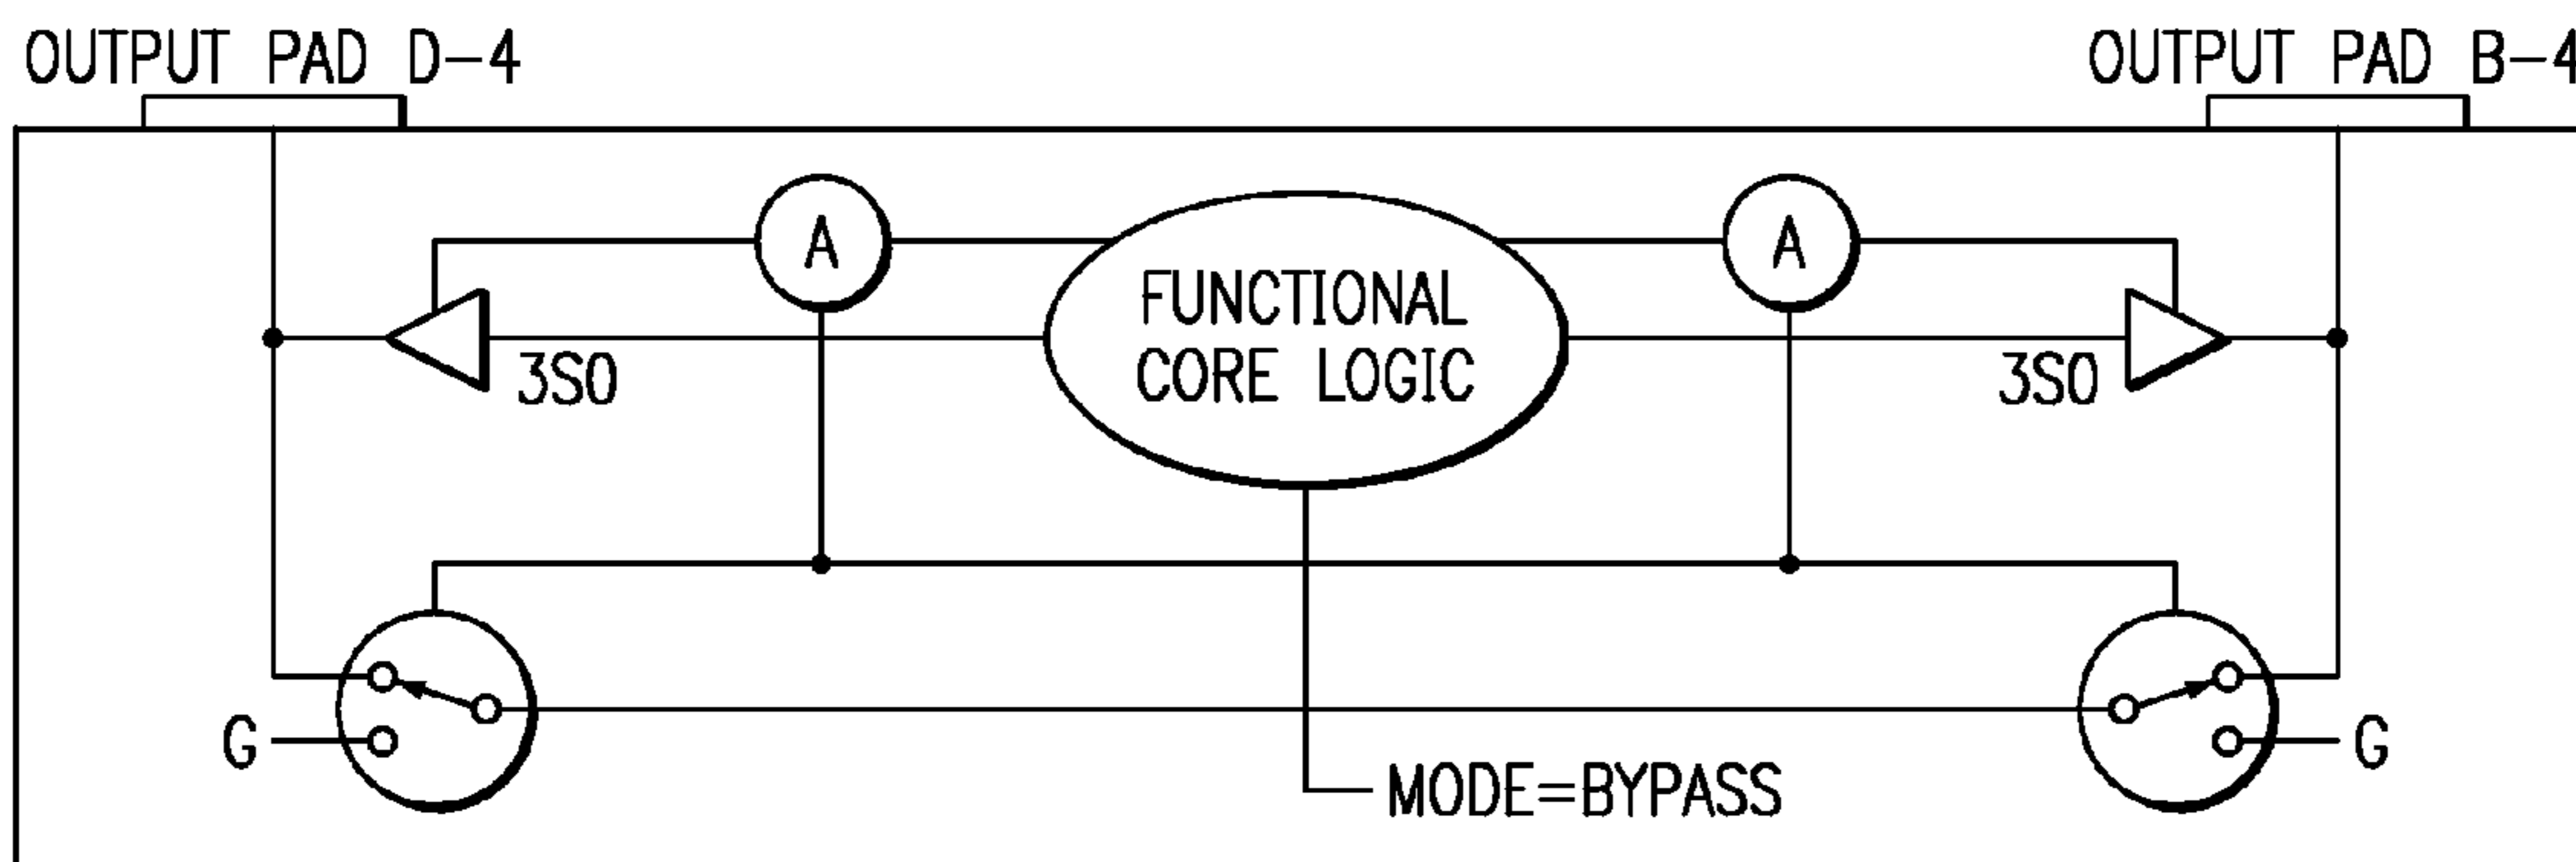 OUTPUT PAD D-4
OUTPUT PAD B-4
A
A
FUNCTIONAL
CORE LOGIC
3SO
3SO
G
G
MODE=BYPASS